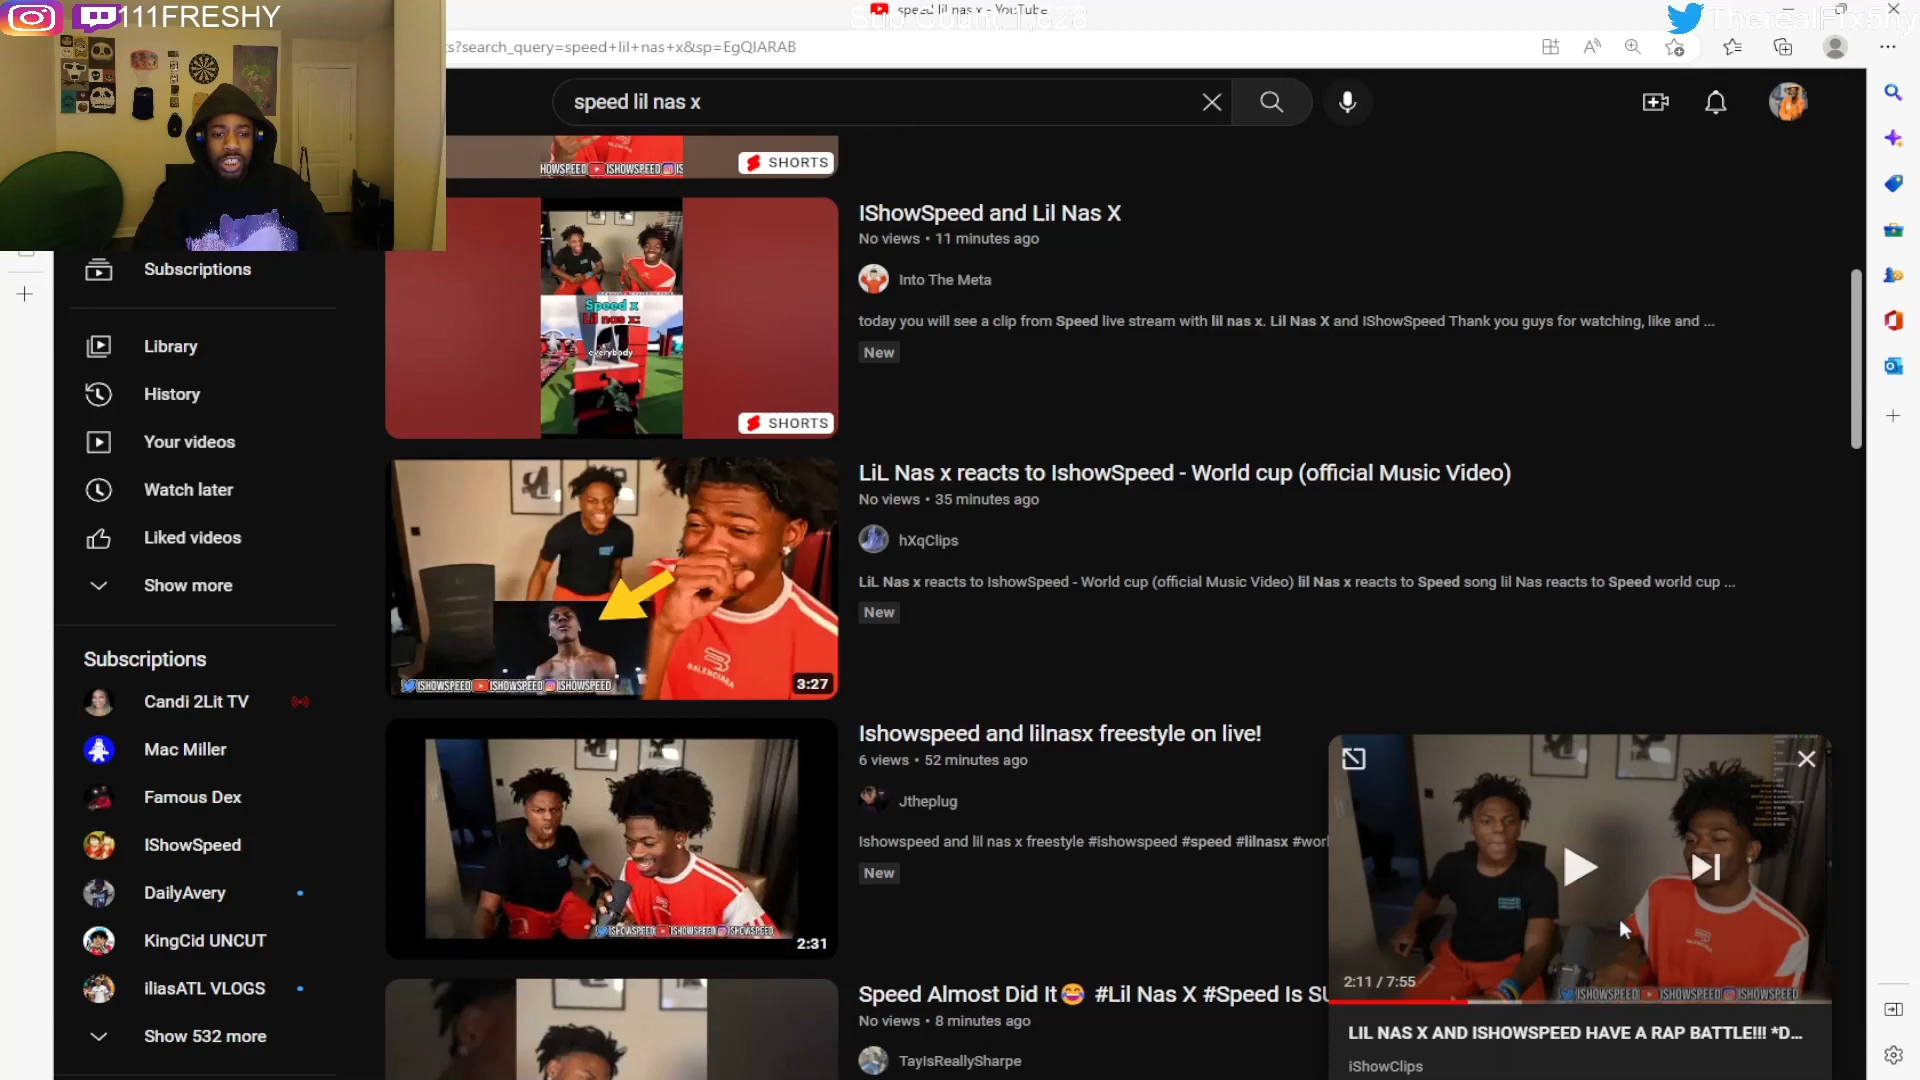 111FRESHY
speed lil nas x - YouTube
Sup Count: 1,628
TherealFrx5hy
s?search_query=speed+lil+nas+x&sp=EgQIARAB
speed lil nas x
SHORTS
HOWSPEED ISHOWSPEED IS
IShowSpeed and Lil Nas X
No views • 11 minutes ago
Into The Meta
today you will see a clip from Speed live stream with lil nas x. Lil Nas X and IShowSpeed Thank you guys for watching, like and ...
New
Speed x
Lil nas x:
everybody
SHORTS
Subscriptions
Library
History
Your videos
Watch later
Liked videos
Show more
LiL Nas x reacts to IshowSpeed - World cup (official Music Video)
No views • 35 minutes ago
hXqClips
LiL Nas x reacts to IshowSpeed - World cup (official Music Video) lil Nas x reacts to Speed song lil Nas reacts to Speed world cup ...
New
BALENCIAGA
ISHOWSPEED ISHOWSPEED ISHOWSPEED
3:27
Subscriptions
Candi 2Lit TV
Mac Miller
Famous Dex
IShowSpeed
DailyAvery
KingCid UNCUT
iliasATL VLOGS
Show 532 more
Ishowspeed and lilnasx freestyle on live!
6 views • 52 minutes ago
Jtheplug
Ishowspeed and lil nas x freestyle #ishowspeed #speed #lilnasx #worl
New
ISHOWSPEED ISHOWSPEED ISHOWSPEED
2:31
Speed Almost Did It😂 #Lil Nas X #Speed Is SU
No views • 8 minutes ago
TayIsReallySharpe
2:11 / 7:55
ISHOWSPEED ISHOWSPEED ISHOWSPEED
LIL NAS X AND ISHOWSPEED HAVE A RAP BATTLE!!! *D...
iShowClips